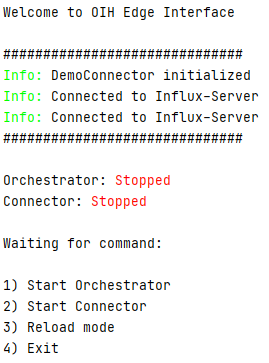 Welcome to OIH Edge Interface
##############################
Info: DemoConnector initialized
Info: Connected to Influx-Server
Info: Connected to Influx-Server
##############################
Orchestrator: Stopped
Connector: Stopped
Waiting for command:
1) Start Orchestrator
2) Start Connector
3) Reload mode
4) Exit